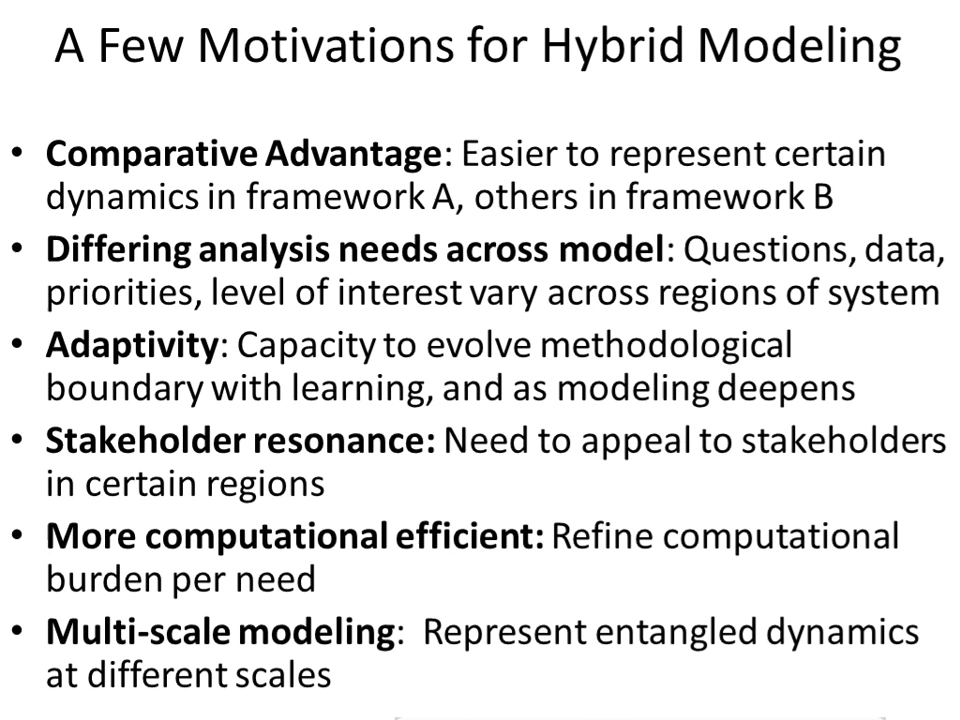 A Few Motivations for Hybrid Modeling
• Comparative Advantage: Easier to represent certain
dynamics in framework A, others in framework B
• Differing analysis needs across model: Questions, data,
priorities, level of interest vary across regions of system
• Adaptivity: Capacity to evolve methodological
boundary with learning, and as modeling deepens
• Stakeholder resonance: Need to appeal to stakeholders
in certain regions
• More computational efficient: Refine computational
burden per need
• Multi-scale modeling:  Represent entangled dynamics
at different scales